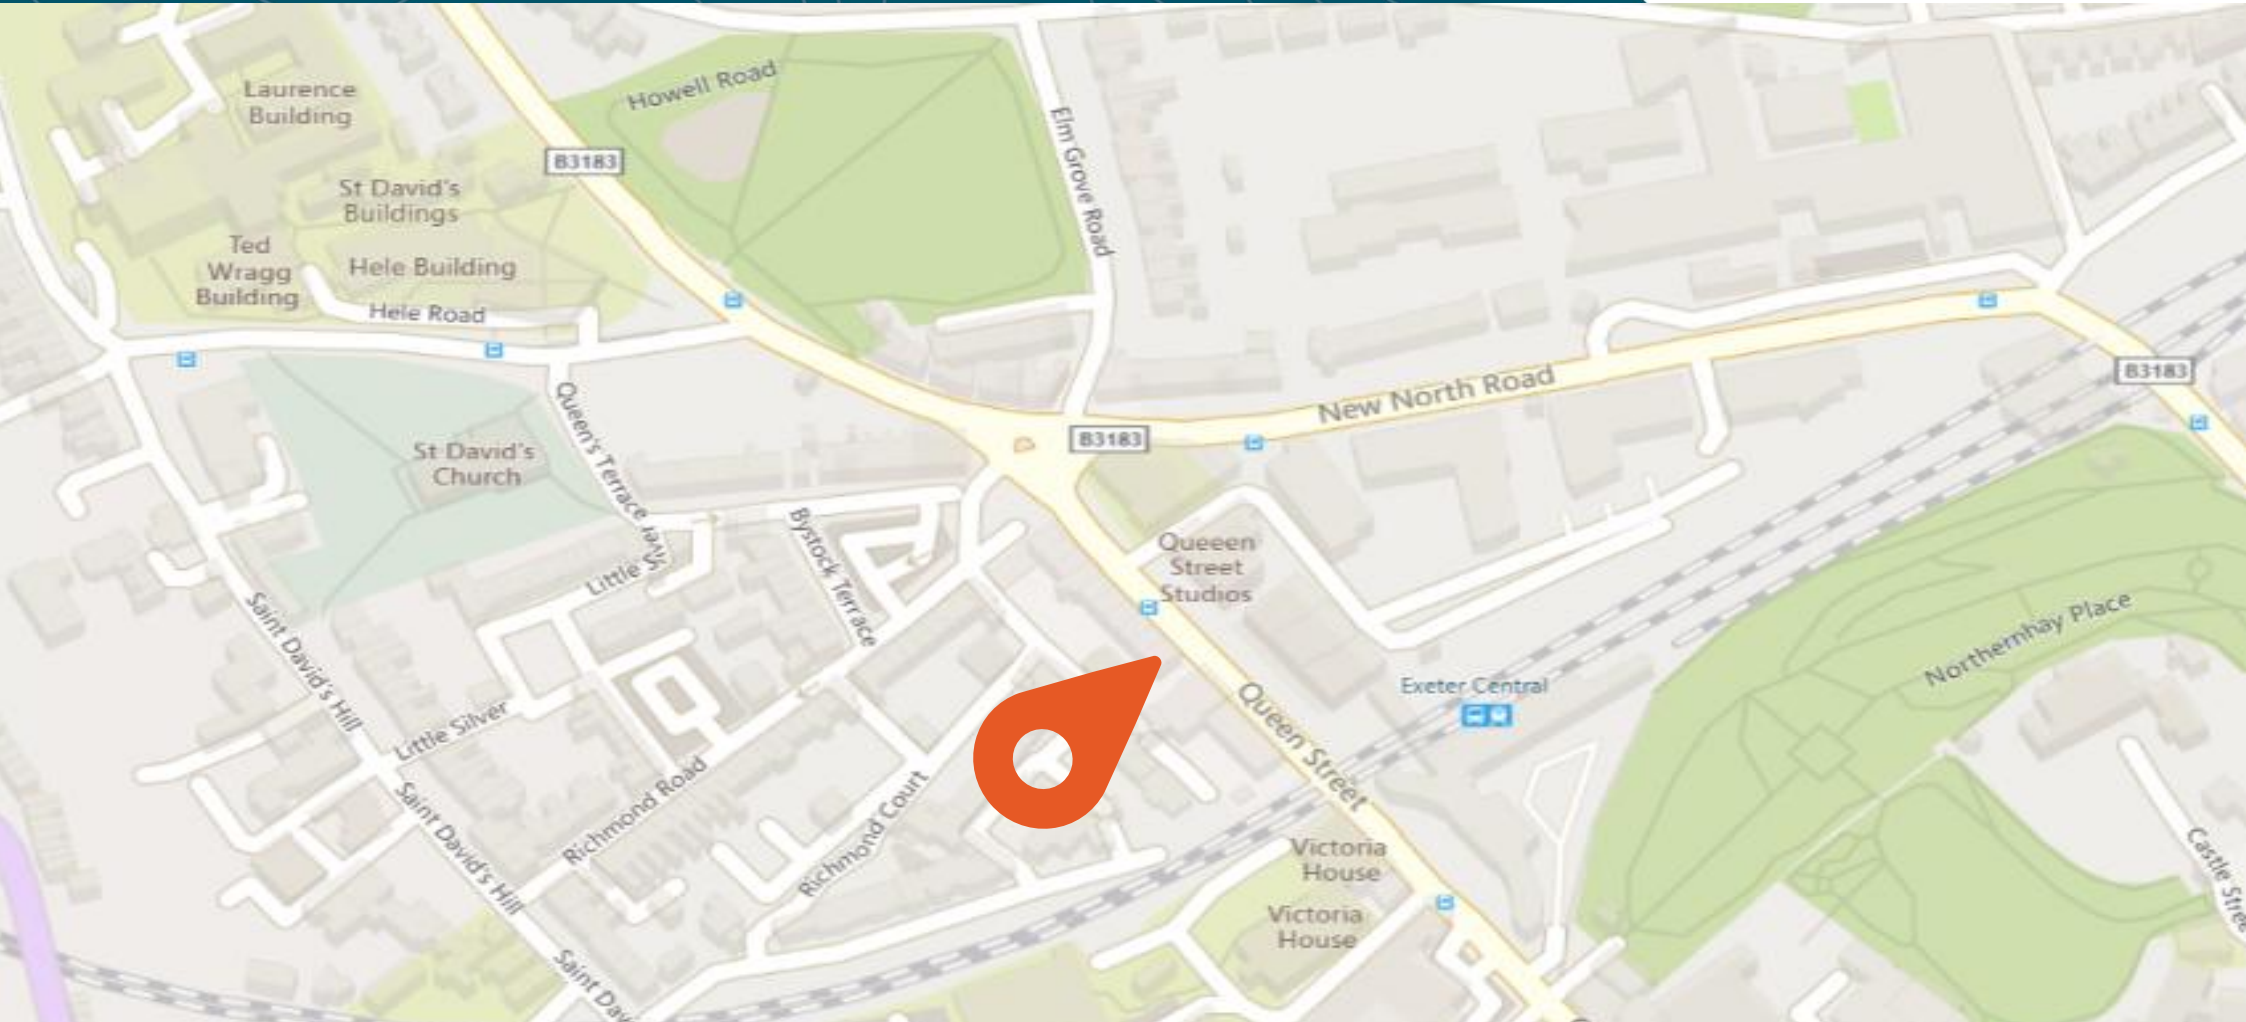 Howell Road
Laurence
Building
Elm Grove Road
B3183
St David's
Buildings
Ted
Wragg
Building
Hele Building
Hele Road
B3183
New North Road
Queen's Terrace
B3183
St David's
Church
Bystock Terrace
Queeen
Street
Studios
Little
Saint David's Hill
Northernhay Place
Exeter Central
Queen Street
Little Silver
Richmond Road
Richmond Court
Saint David's Hill
Victoria
House
Castle
Victoria
House
Saint